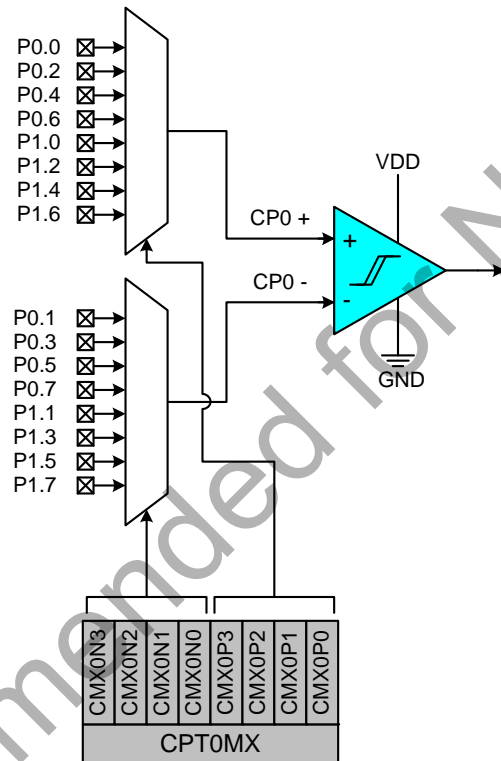 P0.0
P0.2
P0.4
P0.6
P1.0
P1.2
P1.4
P1.6
VDD
CP0 +
+
CP0 -
-
GND
P0.1
P0.3
P0.5
P0.7
P1.1
P1.3
P1.5
P1.7
CMX0N3
CMX0N2
CMX0N1
CMX0N0
CMX0P3
CMX0P2
CMX0P1
CMX0P0
CPT0MX
mended for N